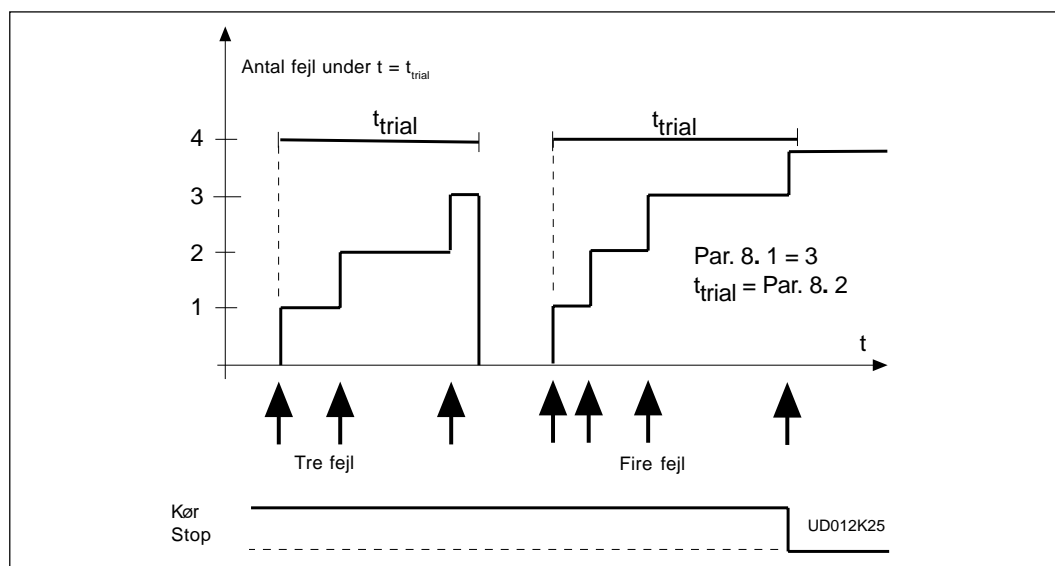 Antal fejl under t = t_trial
t_trial
t_trial
4
3
2
1
Par. 8. 1 = 3
t_trial = Par. 8. 2
t
Tre fejl
Fire fejl
Kør
Stop
UD012K25